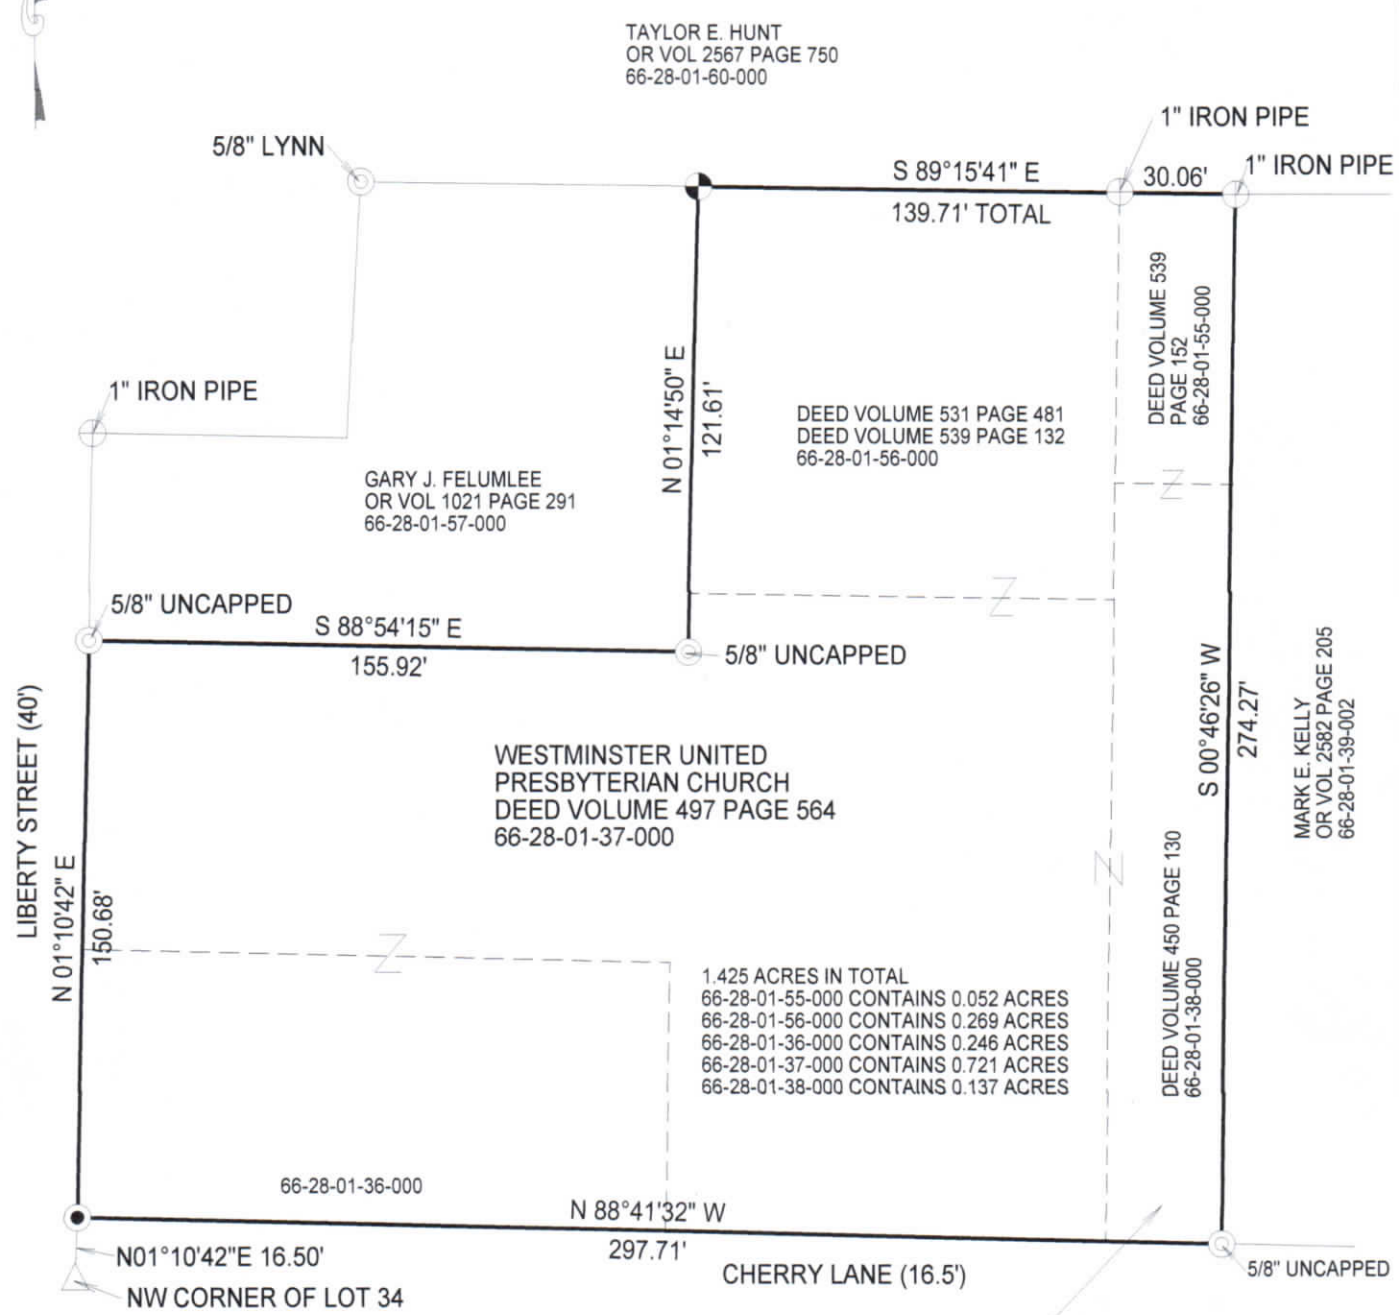 TAYLOR E. HUNT
OR VOL 2567 PAGE 750
66-28-01-60-000
1" IRON PIPE
5/8" LYNN
S 89°15'41" E
30.06'
1" IRON PIPE
139.71' TOTAL
DEED VOLUME 539
PAGE 152
66-28-01-55-000
1" IRON PIPE
N 01°14'50" E
121.61'
DEED VOLUME 531 PAGE 481
DEED VOLUME 539 PAGE 132
66-28-01-56-000
GARY J. FELUMLEE
OR VOL 1021 PAGE 291
66-28-01-57-000
Z
Z
5/8" UNCAPPED
S 88°54'15" E
155.92'
5/8" UNCAPPED
LIBERTY STREET (40')
S 00°46'26" W
274.27'
MARK E. KELLY
OR VOL 2582 PAGE 205
66-28-01-39-002
WESTMINSTER UNITED
PRESBYTERIAN CHURCH
DEED VOLUME 497 PAGE 564
66-28-01-37-000
N 01°10'42" E
150.68'
Z
Z
DEED VOLUME 450 PAGE 130
66-28-01-38-000
1.425 ACRES IN TOTAL
66-28-01-55-000 CONTAINS 0.052 ACRES
66-28-01-56-000 CONTAINS 0.269 ACRES
66-28-01-36-000 CONTAINS 0.246 ACRES
66-28-01-37-000 CONTAINS 0.721 ACRES
66-28-01-38-000 CONTAINS 0.137 ACRES
66-28-01-36-000
N 88°41'32" W
297.71'
N01°10'42"E 16.50'
CHERRY LANE (16.5')
5/8" UNCAPPED
NW CORNER OF LOT 34